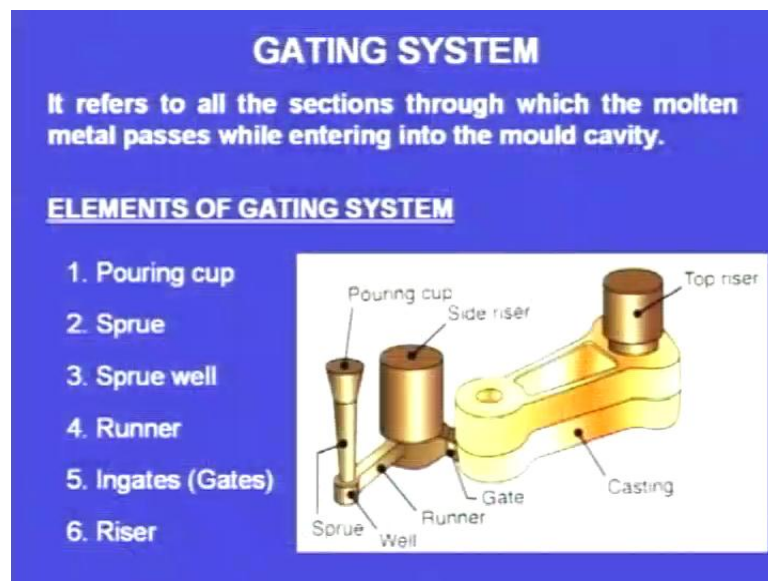 GATING SYSTEM
It refers to all the sections through which the molten
metal passes while entering into the mould cavity.
ELEMENTS OF GATING SYSTEM
1. Pouring cup
2. Sprue
3. Sprue well
4. Runner
5. Ingates (Gates)
6. Riser
Pouring cup
Side riser
Top riser
Casting
Gate
Runner
Sprue
Well